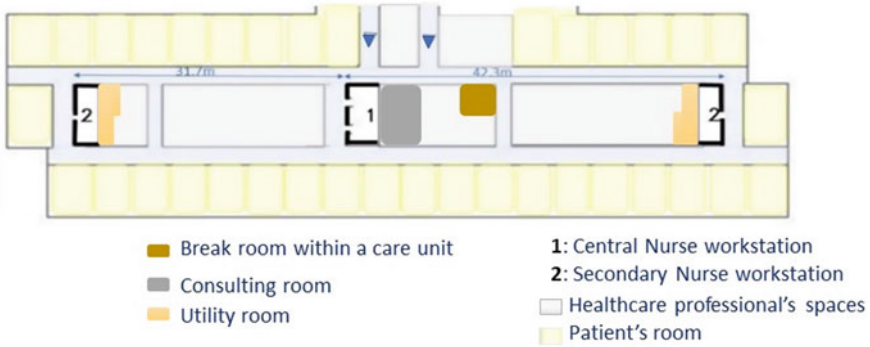 31.7m
42.3m
2
1
2
Break room within a care unit
Consulting room
Utility room
1: Central Nurse workstation
2: Secondary Nurse workstation
Healthcare professional's spaces
Patient's room